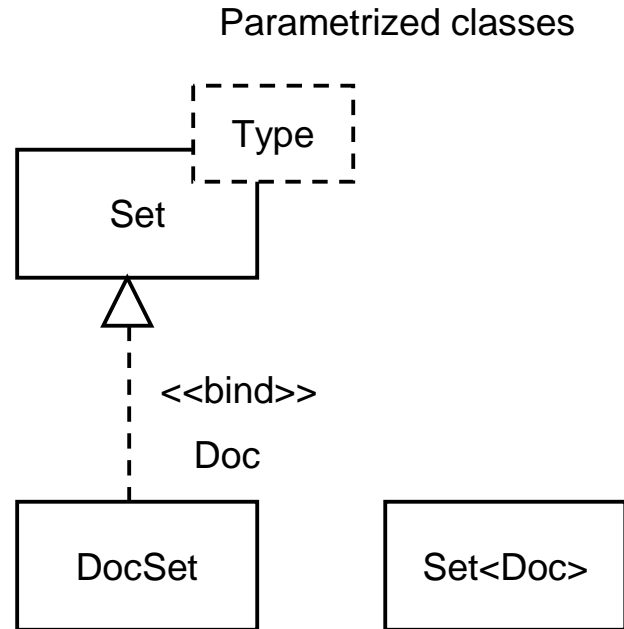 Parametrized classes
Type
Set
<<bind>>
Doc
DocSet
Set<Doc>